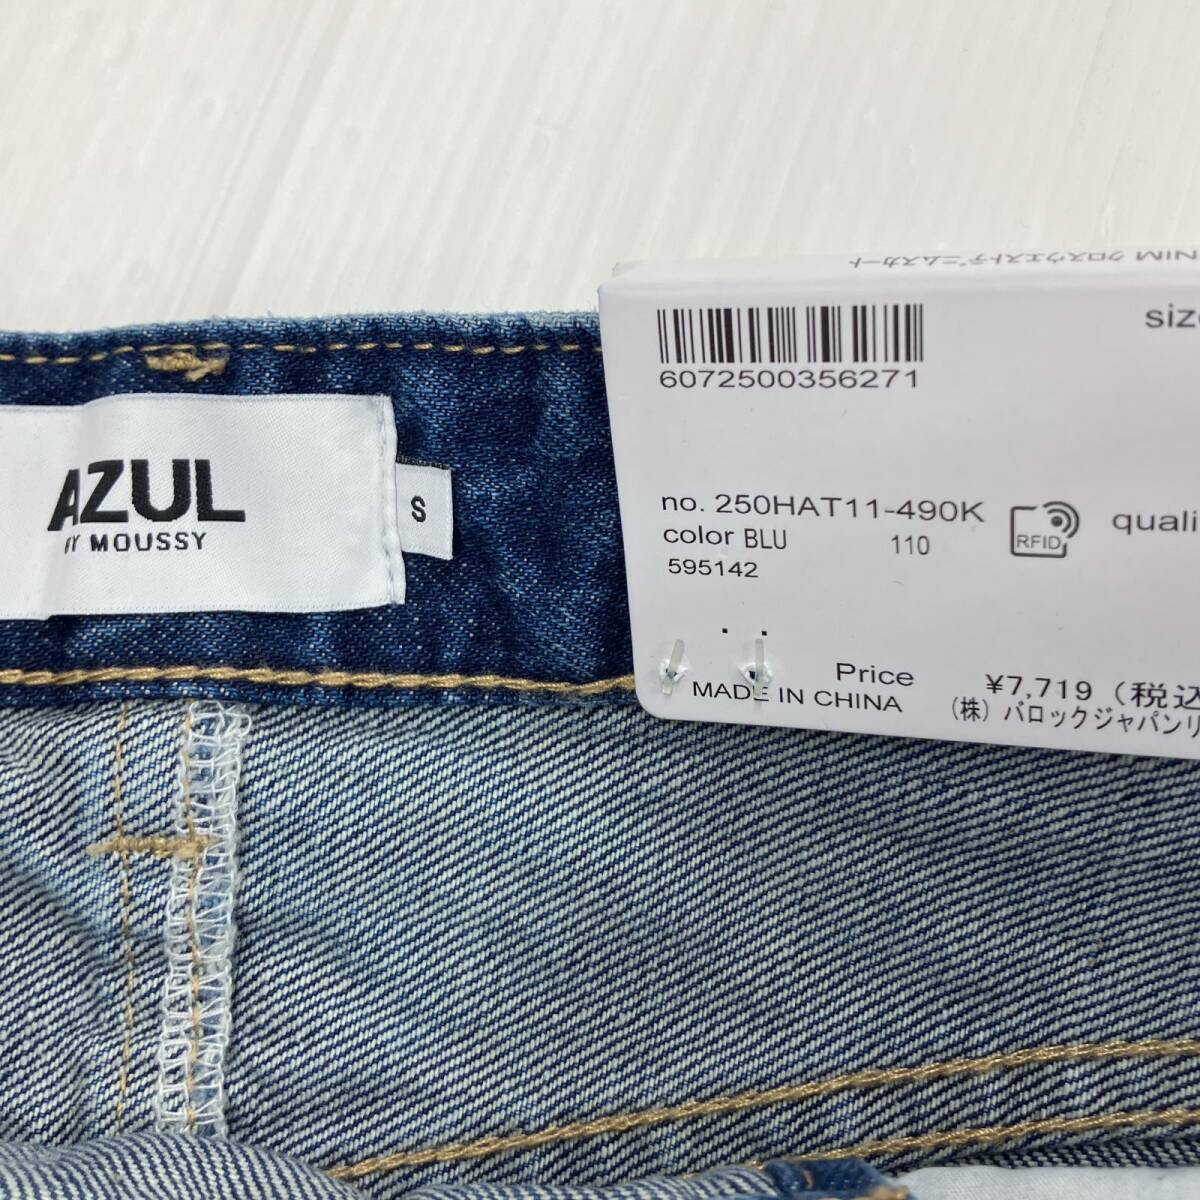 NIM クロスウエストデニムスカート
size
6072500356271
no. 250HAT11-490K
color BLU 110
595142
RFID
quali
Price
¥7,719（税込
MADE IN CHINA
（株）バロックジャパンリ
AZUL
BY MOUSSY
S